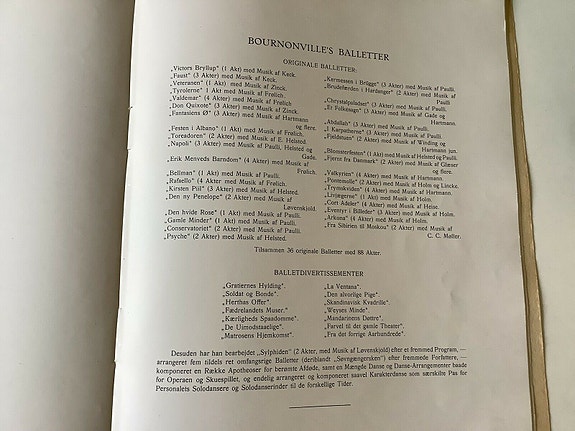 BOURNONVILLE'S BALLETTER
ORIGINALE BALLETTER:
„Victors Bryllup" (1 Akt) med Musik af Keck.
„Faust" (3 Akter) med Musik af Keck.
„Veteranen" (1 Akt) med Musik af Zinck.
„Tyrolerne" (1 Akt) med Musik af Frølich.
„Valdemar" (4 Akter) med Musik af Frølich.
„Don Quixote" (3 Akter) med Musik af Zinck.
„Fantasiens Ø" (3 Akter) med Musik af Hartmann
og flere.
„Festen i Albano" (1 Akt) med Musik af Frølich.
„Toreadoren" (2 Akter) med Musik af E. Helsted.
„Napoli" (3 Akter) med Musik af Paulli, Helsted og
Gade.
„Erik Menveds Barndom" (4 Akter) med Musik af
Frølich.
„Bellman" (1 Akt) med Musik af Paulli.
„Rafaello" (4 Akter) med Musik af Frølich.
„Kirsten Piil" (3 Akter) med Musik af Helsted.
„Den ny Penelope" (2 Akter) med Musik af
Løvenskjold.
„Den hvide Rose" (1 Akt) med Musik af Paulli.
„Gamle Minder" (1 Akt) med Musik af Paulli.
„Conservatoriet" (2 Akter) med Musik af Paulli.
„Psyche" (2 Akter) med Musik af Helsted.
„Kermessen i Brügge" (3 Akter) med Musik af Paulli.
„Brudefærden i Hardanger" (2 Akter) med Musik af
Paulli
„Chrystalpaladset" (3 Akter) med Musik af Paulli.
„Et Folkesagn" (3 Akter) med Musik af Gade og
Hartmann.
„Abdallah" (3 Akter) med Musik af Paulli.
„I Karpatherne" (3 Akter) med Musik af Paulli.
„Fjeldstuen" (2 Akter) med Musik af Winding og
Hartmann jun.
„Blomsterfesten" (1 Akt) med Musik af Helsted og Paulli.
„Fjernt fra Danmark" (2 Akter) med Musik af Glæser
og flere.
„Valkyrien" (4 Akter) med Musik af Hartmann.
„Pontemolle" (2 Akter) med Musik af Holm og Lincke.
„Trymskviden" (4 Akter) med Musik af Hartmann.
„Livjægerne" (1 Akt) med Musik af Holm.
„Cort Adeler" (4 Akter) med Musik af Heise.
„Eventyr i Billeder" (3 Akter) med Musik af Holm.
„Arkona" (4 Akter) med Musik af Hartmann.
„Fra Sibirien til Moskou" (2 Akter) med Musik af
C. C. Møller.
Tilsammen 36 originale Balletter med 88 Akter.
BALLETDIVERTISSEMENTER
„Gratiernes Hylding".
„Soldat og Bonde".
„Herthas Offer".
„Fædrelandets Muser."
„Kærligheds Spaadomme".
„De Uimodstaaelige".
„Matrosens Hjemkomst".
„La Ventana".
„Den alvorlige Pige".
„Skandinavisk Kvadrille".
„Weyses Minde".
„Mandarinens Døttre".
„Farvel til det gamle Theater".
„Fra det forrige Aarhundrede".
Desuden har han bearbejdet „Sylphiden" (2 Akter, med Musik af Løvenskjold) efter et fremmed Program, —
arrangeret fem tildels ret omfangsrige Balletter (deriblandt „Søvngængersken") efter fremmede Forfattere, —
komponeret en Række Apotheoser for berømte Afdøde, samt en Mængde Danse og Danse-Arrangementer baade
for Operaen og Skuespillet, og endelig arrangeret og komponeret saavel Karakterdanse som særskilte Pas for
Personalets Solodansere og Solodanserinder til de forskellige Tider.